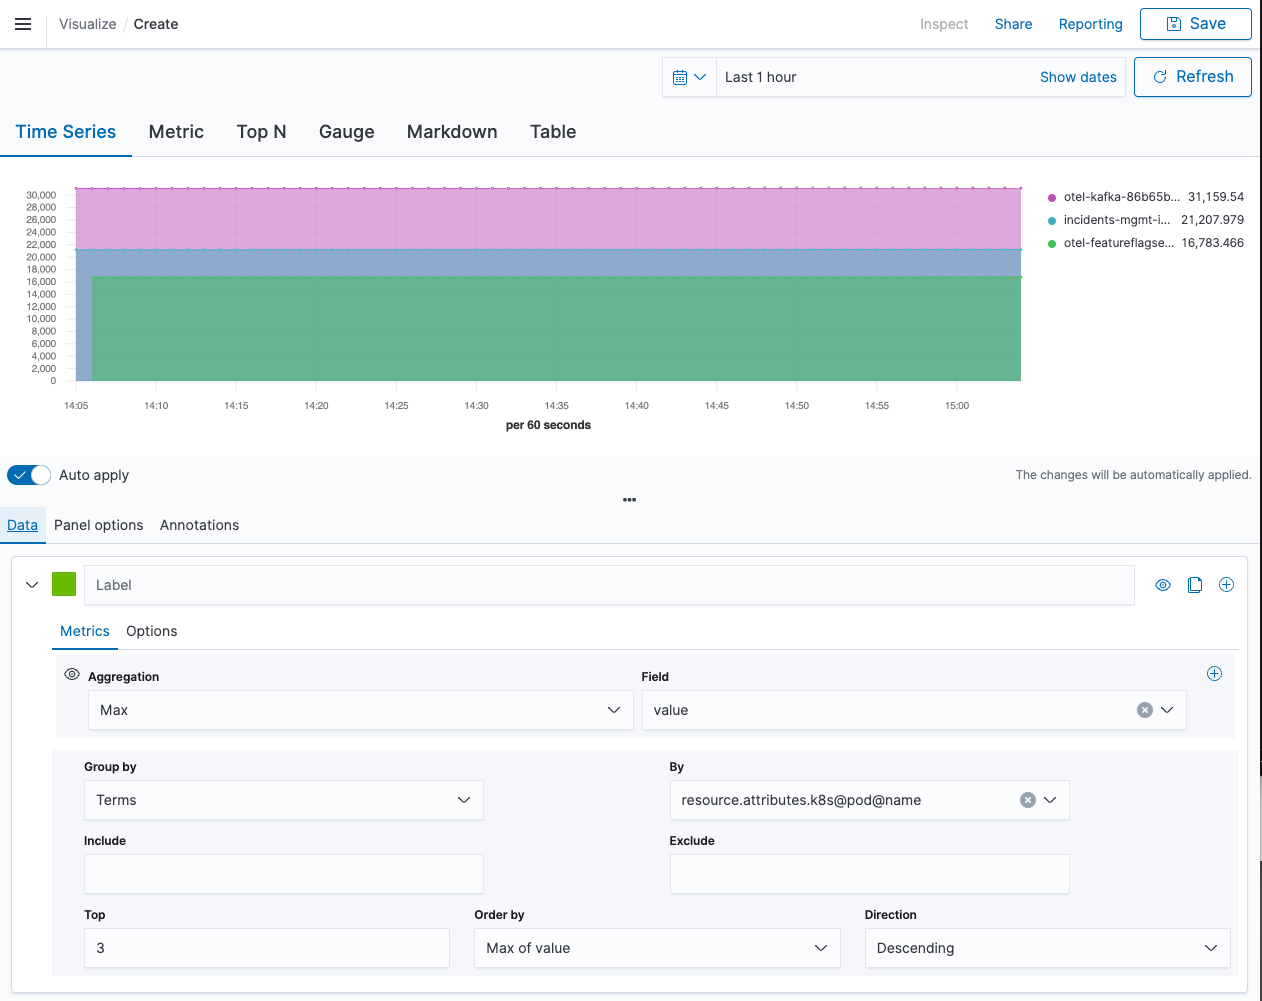 Visualize / Create Inspect Share Reporting Save
Last 1 hour Show dates Refresh
Time Series Metric Top N Gauge Markdown Table
30,000
28,000
26,000
24,000
22,000
20,000
18,000
16,000
14,000
12,000
10,000
8,000
6,000
4,000
2,000
0
otel-kafka-86b65b... 31,159.54
incidents-mgmt-i... 21,207.979
otel-featureflagse... 16,783.466
14:05 14:10 14:15 14:20 14:25 14:30 14:35 14:40 14:45 14:50 14:55 15:00
per 60 seconds
Auto apply The changes will be automatically applied.
Data Panel options Annotations
Label
Metrics Options
Aggregation Field
Max value
Group by By
Terms resource.attributes.k8s@pod@name
Include Exclude
Top Order by Direction
3 Max of value Descending